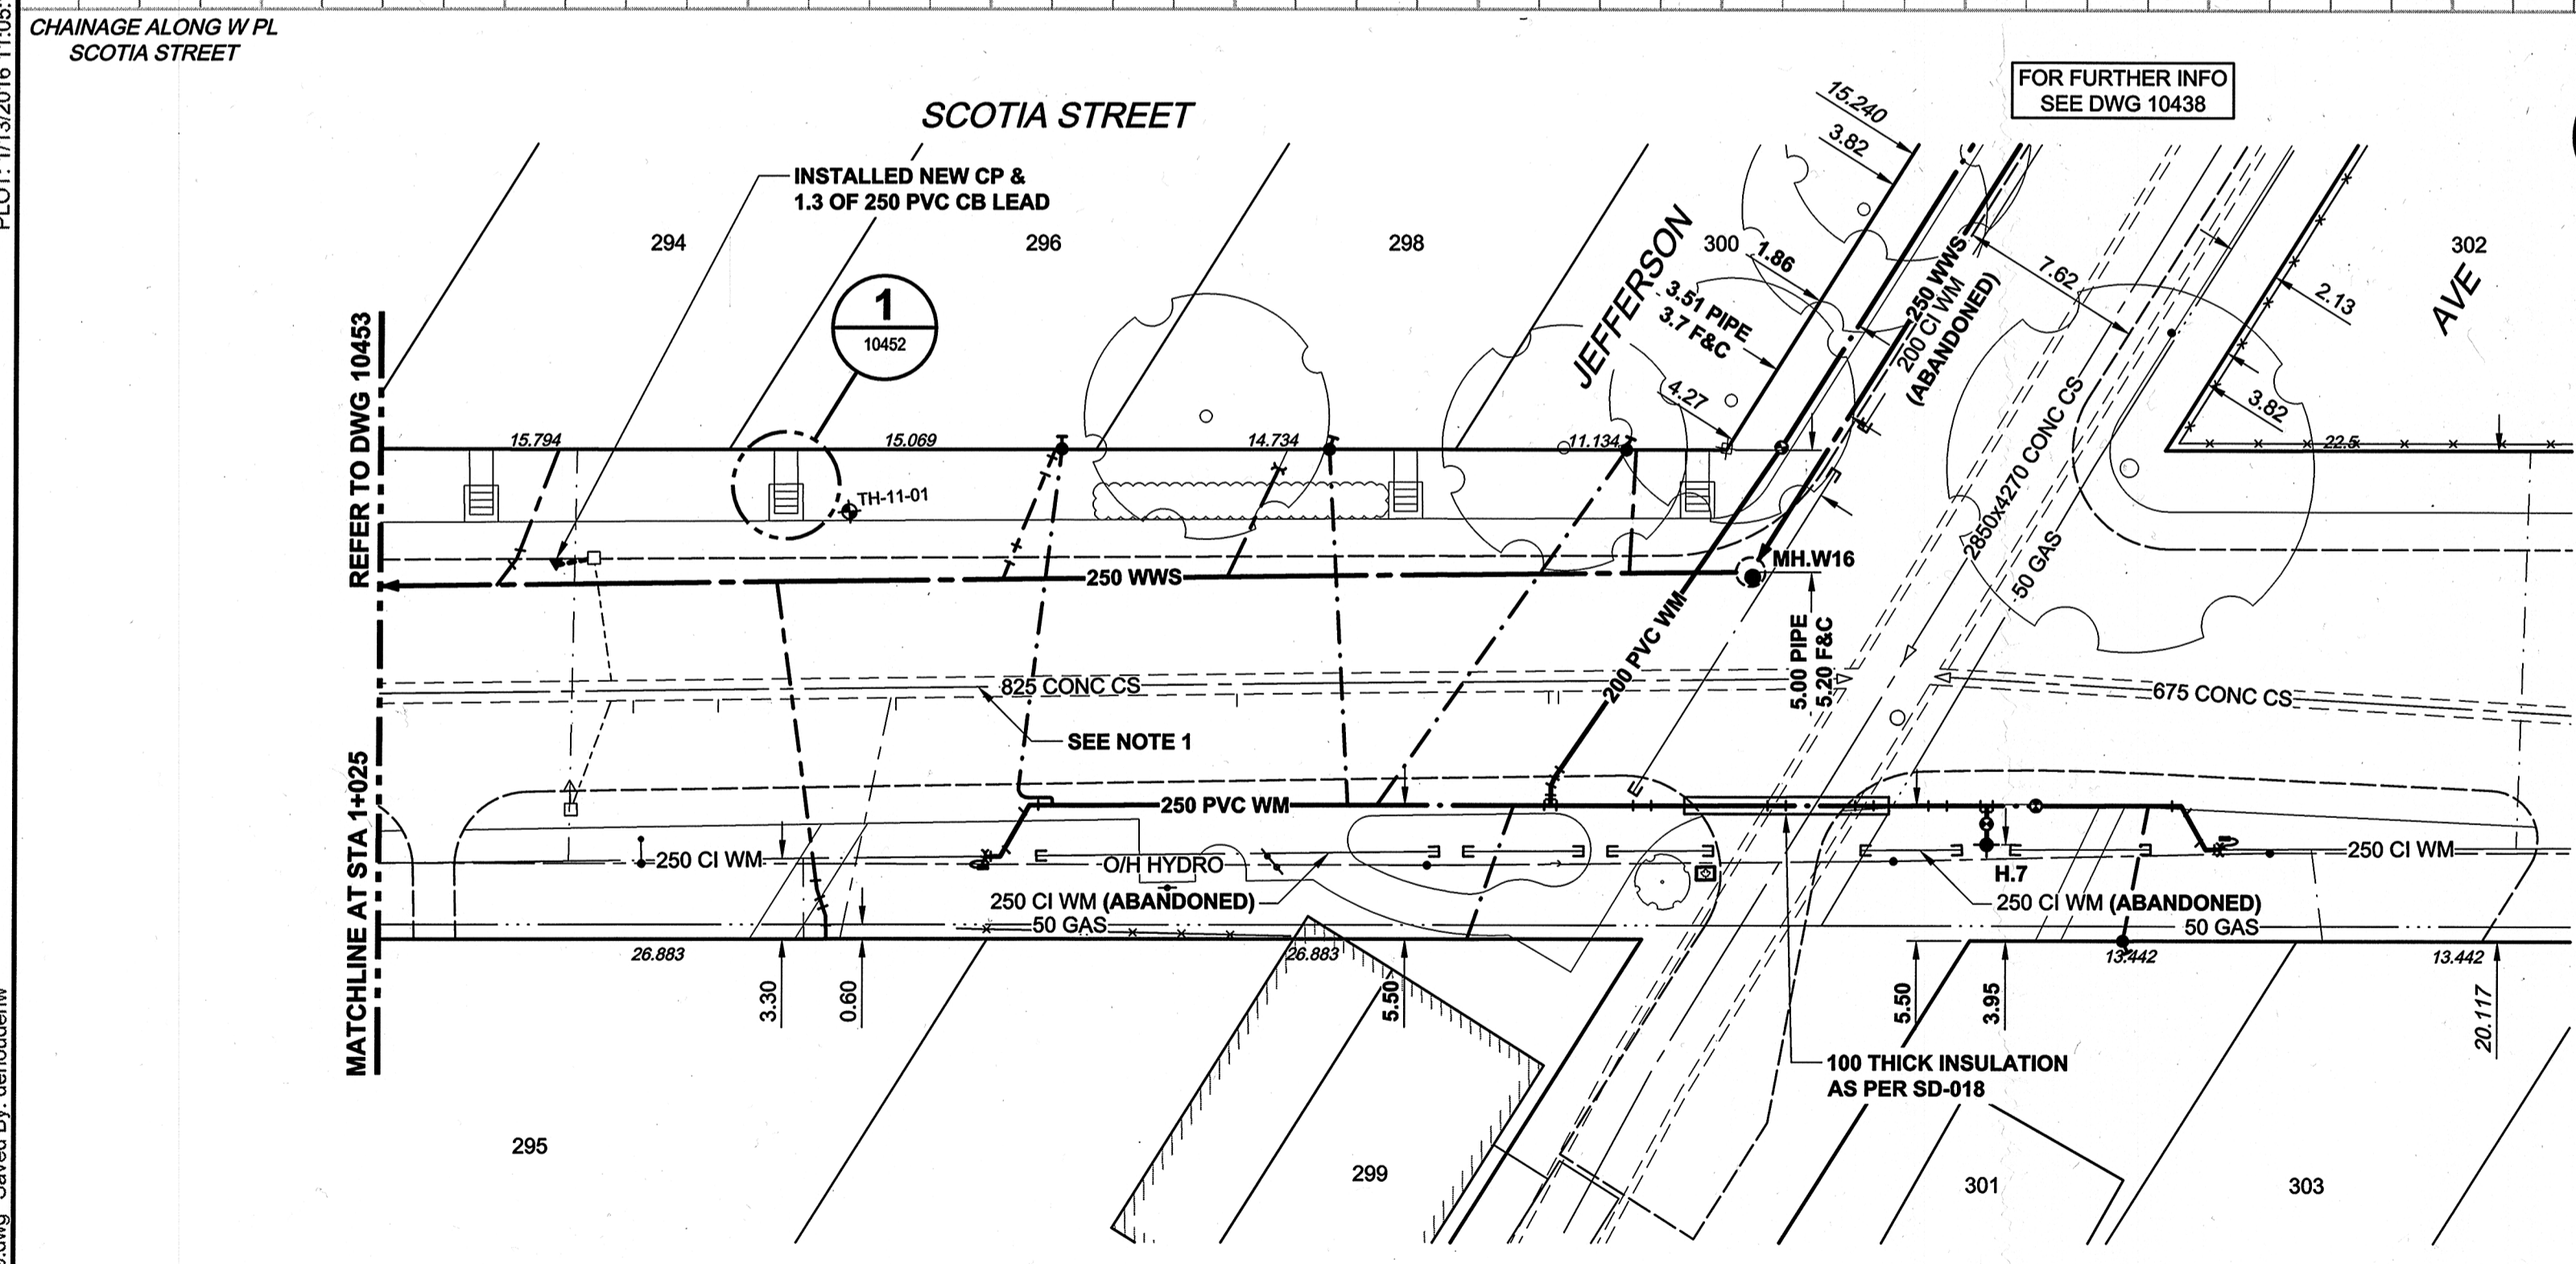 CHAINAGE ALONG W PL
SCOTIA STREET
SCOTIA STREET
FOR FURTHER INFO
SEE DWG 10438
INSTALLED NEW CP &
1.3 OF 250 PVC CB LEAD
294
296
298
300
302
JEFFERSON
AVE
15.240
3.82
1.86
3.51 PIPE
3.7 F&C
4.27
250 WWS
200 CI WM
(ABANDONED)
7.62
2.13
3.82
1
10452
REFER TO DWG 10453
15.794
15.069
14.734
11.134
22.5
TH-11-01
2850x4270 CONC CS
50 GAS
MH.W16
250 WWS
200 PVC WM
5.00 PIPE
5.20 F&C
825 CONC CS
675 CONC CS
SEE NOTE 1
MATCHLINE AT STA 1+025
250 PVC WM
250 CI WM
O/H HYDRO
250 CI WM
H.7
250 CI WM (ABANDONED)
250 CI WM (ABANDONED)
50 GAS
50 GAS
26.883
26.883
13.442
13.442
3.30
0.60
5.50
5.50
3.95
20.117
100 THICK INSULATION
AS PER SD-018
295
299
301
303
PLOT: 1/13/2016